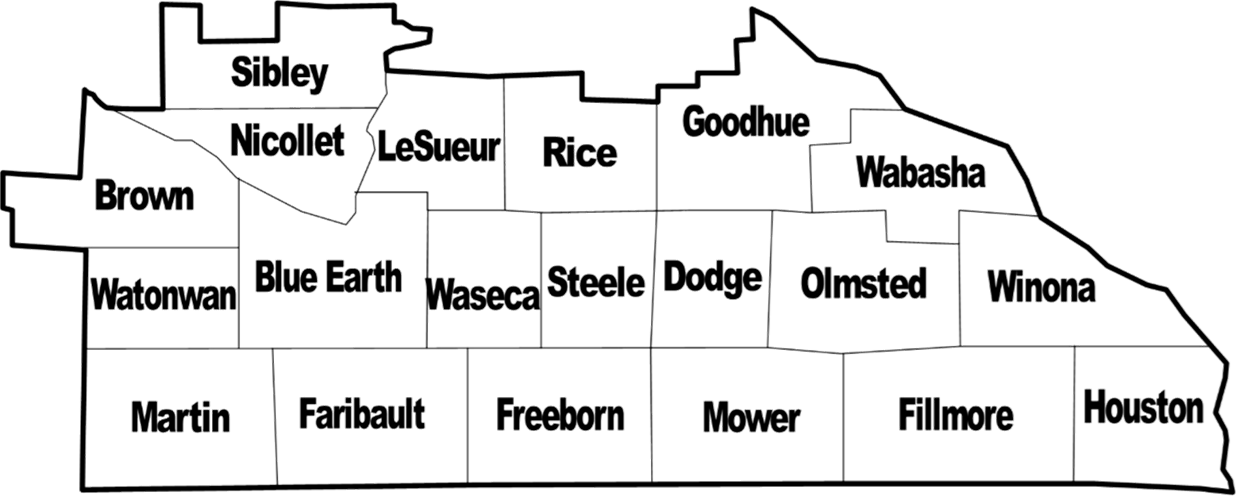 Sibley
Nicollet
LeSueur
Rice
Goodhue
Wabasha
Brown
Watonwan
Blue Earth
Waseca
Steele
Dodge
Olmsted
Winona
Martin
Faribault
Freeborn
Mower
Fillmore
Houston